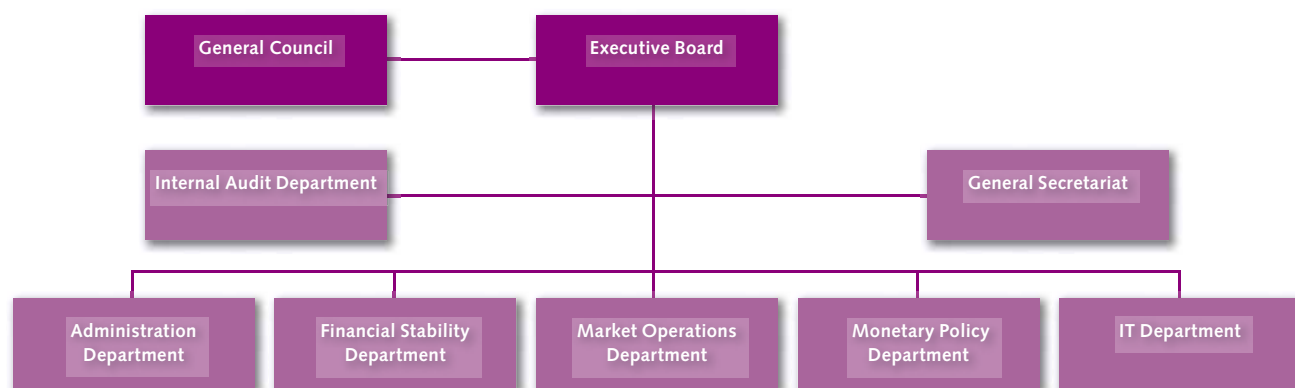 General Council
Executive Board
Internal Audit Department
General Secretariat
Administration
Department
Financial Stability
Department
Market Operations
Department
Monetary Policy
Department
IT Department